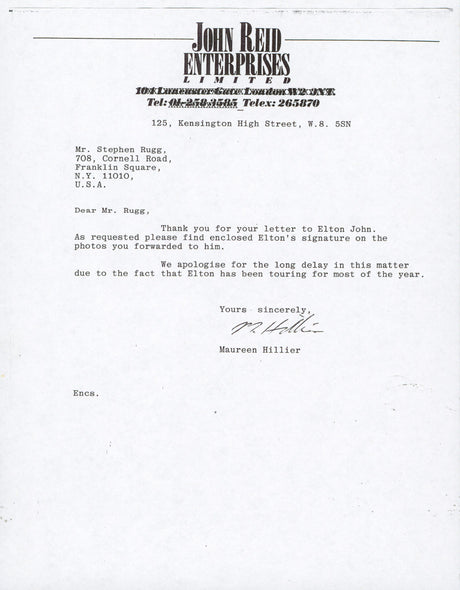 JOHN REID
ENTERPRISES
LIMITED
104 Lancaster Gate London W2 3NT
Tel: 01-258 3585 Telex: 265870
125, Kensington High Street, W.8. 5SN
Mr. Stephen Rugg,
708, Cornell Road,
Franklin Square,
N.Y. 11010,
U.S.A.
Dear Mr. Rugg,
Thank you for your letter to Elton John.
As requested please find enclosed Elton's signature on the
photos you forwarded to him.
We apologise for the long delay in this matter
due to the fact that Elton has been touring for most of the year.
Yours sincerely,
M. Hillier
Maureen Hillier
Encs.